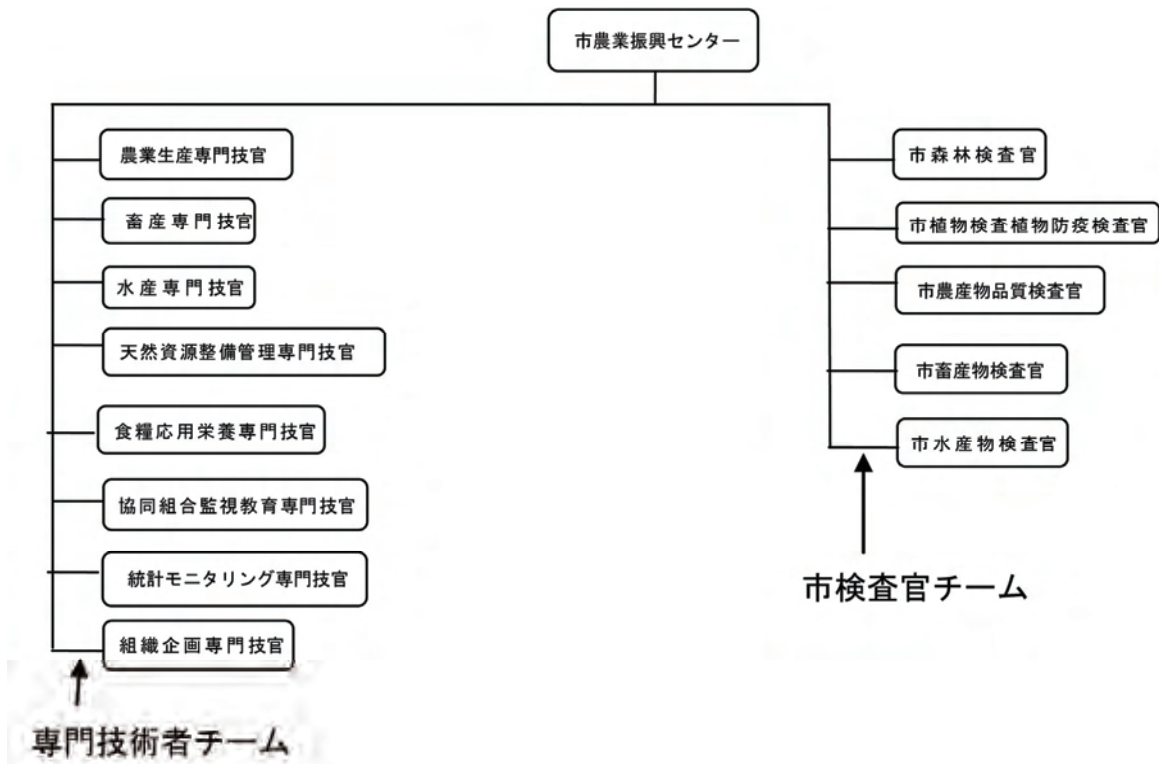 市農業振興センター
農業生産専門技官
畜産専門技官
水産専門技官
天然資源整備管理専門技官
食糧応用栄養専門技官
協同組合監視教育専門技官
統計モニタリング専門技官
組織企画専門技官
専門技術者チーム
市森林検査官
市植物検査植物防疫検査官
市農産物品質検査官
市畜産物検査官
市水産物検査官
市検査官チーム